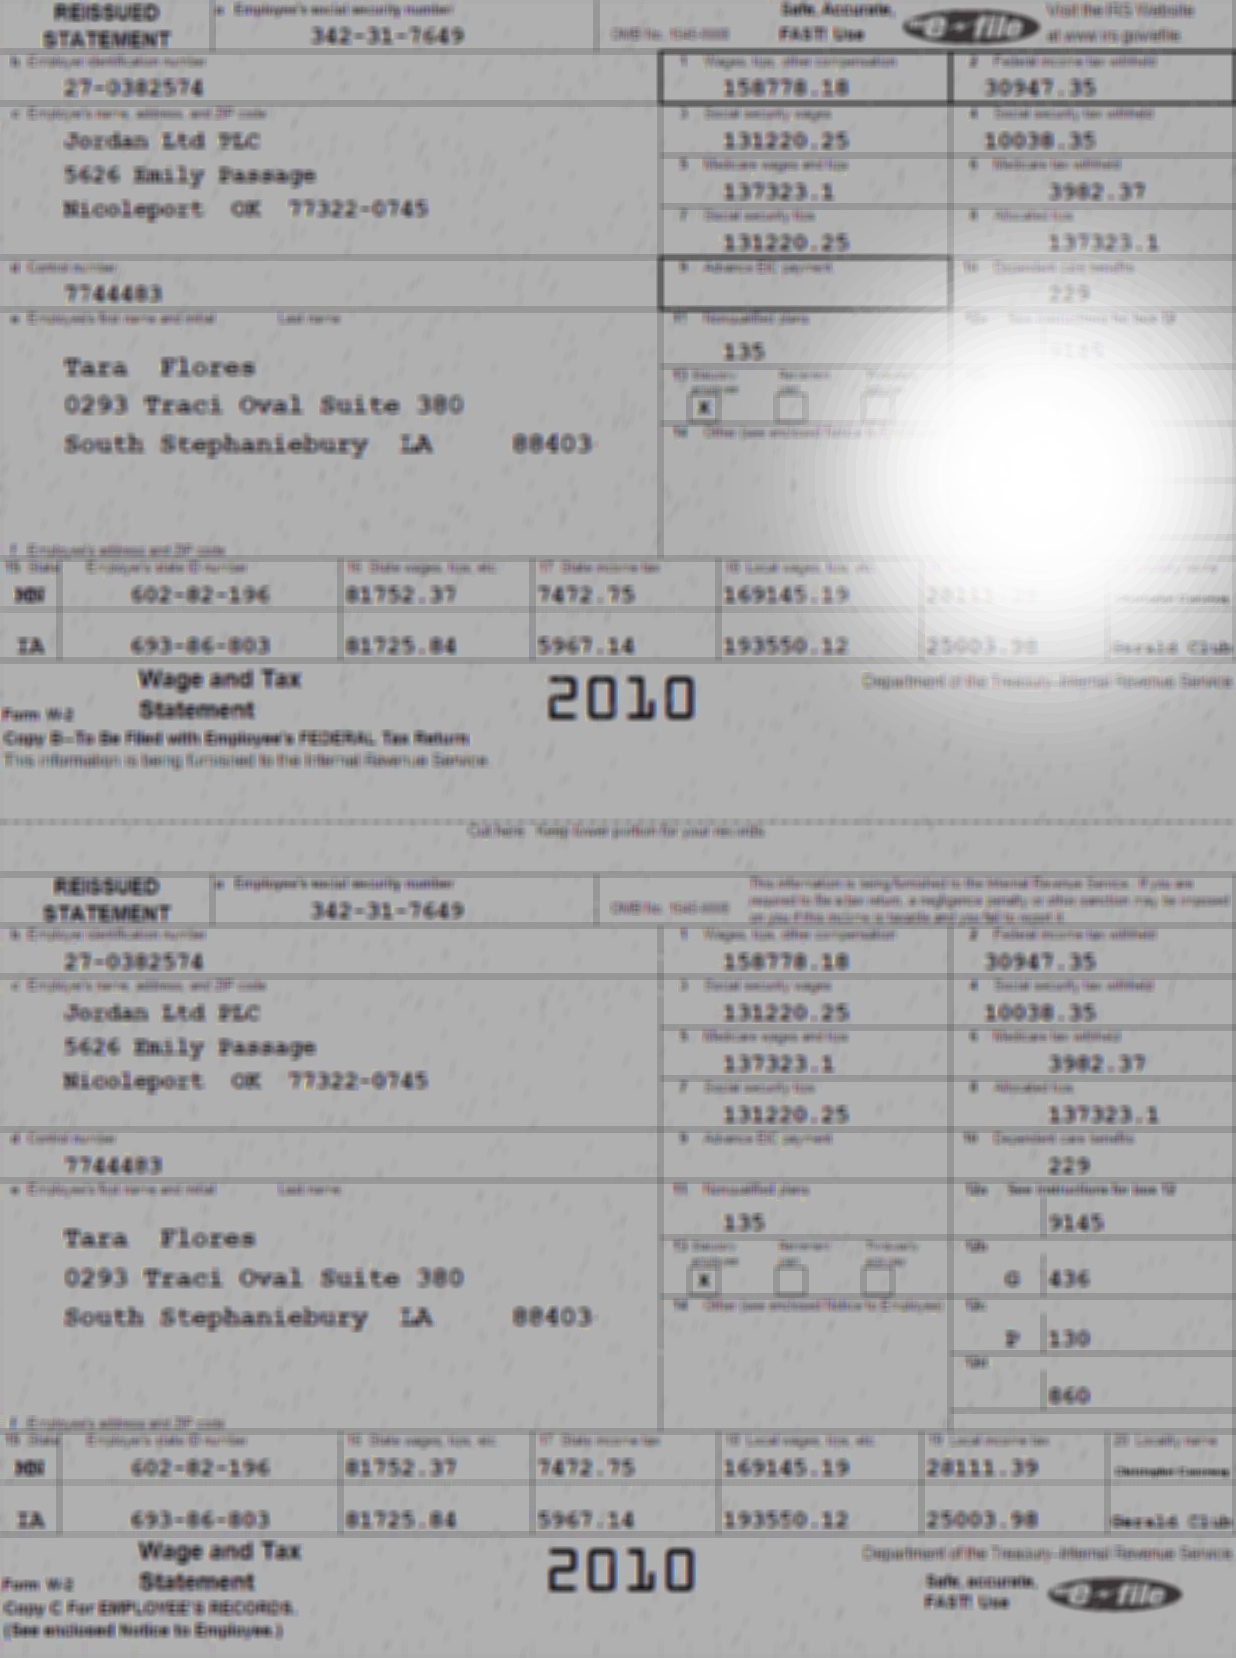 REISSUED STATEMENT
a Employee's social security number
342-31-7649
OMB No. 1545-0008
Safe, Accurate, FAST! Use
e-file
Visit the IRS Website at www.irs.gov/efile
b Employer identification number
27-0382574
1 Wages, tips, other compensation
158778.18
2 Federal income tax withheld
30947.35
c Employer's name, address, and ZIP code
Jordan Ltd PLC
5626 Emily Passage
Nicoleport OK 77322-0745
3 Social security wages
131220.25
4 Social security tax withheld
10038.35
5 Medicare wages and tips
137323.1
6 Medicare tax withheld
3982.37
7 Social security tips
131220.25
8 Allocated tips
137323.1
d Control number
7744483
9 Advance EIC payment
10 Dependent care benefits
229
e Employee's first name and initial Last name
Tara Flores
0293 Traci Oval Suite 380
South Stephaniebury LA 88403
11 Nonqualified plans
135
See instructions for box 12
9145
13 Statutory employee
X
14 Other (see enclosed Notice
f Employee's address and ZIP code
15 State Employer's state ID number
16 State wages, tips, etc.
17 State income tax
18 Local wages, tips, etc.
602-82-196 81752.37 7472.75 169145.19
IA 693-86-803 81725.84 5967.14 193550.12 25003.98 Gerald Club
Wage and Tax
Form W-2 Statement
2010
Department of the Treasury-Internal Revenue Service
Copy B-To Be Filed with Employee's FEDERAL Tax Return
This information is being furnished to the Internal Revenue Service.
Cut here Keep lower portion for your records
REISSUED STATEMENT
a Employee's social security number
342-31-7649
OMB No. 1545-0008
This information is being furnished to the Internal Revenue Service. If you are
required to file a tax return, a negligence penalty or other sanction may be imposed
on you if this income is taxable and you fail to report it.
b Employer identification number
27-0382574
1 Wages, tips, other compensation
158778.18
2 Federal income tax withheld
30947.35
c Employer's name, address, and ZIP code
Jordan Ltd PLC
5626 Emily Passage
Nicoleport OK 77322-0745
3 Social security wages
131220.25
4 Social security tax withheld
10038.35
5 Medicare wages and tips
137323.1
6 Medicare tax withheld
3982.37
7 Social security tips
131220.25
8 Allocated tips
137323.1
d Control number
7744483
9 Advance EIC payment
10 Dependent care benefits
229
e Employee's first name and initial Last name
Tara Flores
0293 Traci Oval Suite 380
South Stephaniebury LA 88403
11 Nonqualified plans
135
12a See instructions for box 12
9145
13 Statutory employee Retirement plan Third-party sick pay
X
12b
G 436
14 Other (see enclosed Notice to Employee)
12c
P 130
12d
860
f Employee's address and ZIP code
15 State Employer's state ID number
16 State wages, tips, etc.
17 State income tax
18 Local wages, tips, etc.
19 Local income tax
20 Locality name
602-82-196 81752.37 7472.75 169145.19 28111.39
IA 693-86-803 81725.84 5967.14 193550.12 25003.98 Gerald Club
Wage and Tax
Form W-2 Statement
2010
Department of the Treasury-Internal Revenue Service
Copy C For EMPLOYEE'S RECORDS.
(See enclosed Notice to Employee.)
Safe, accurate, FAST! Use
e-file